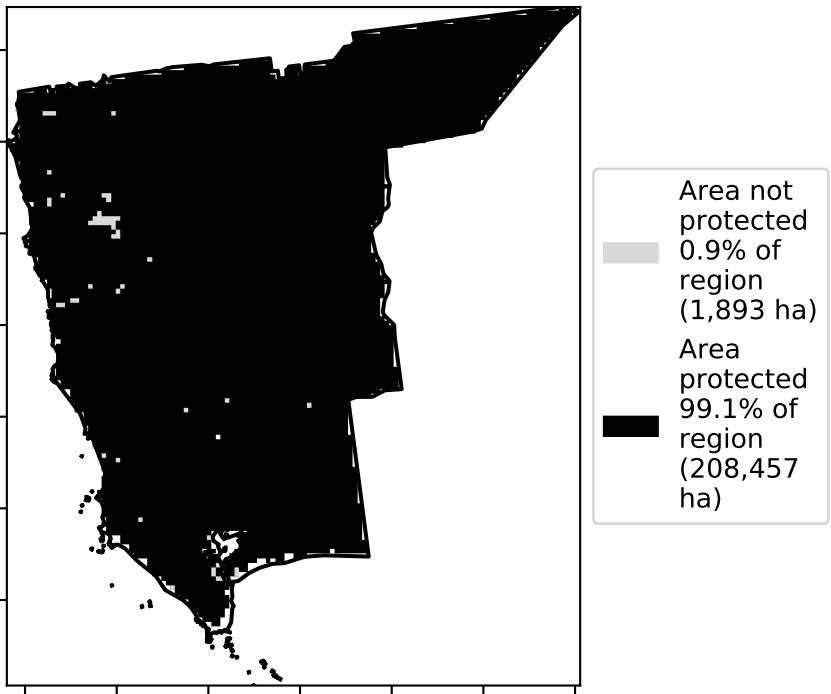 Area not
protected
0.9% of
region
(1,893 ha)
Area
protected
99.1% of
region
(208,457
ha)